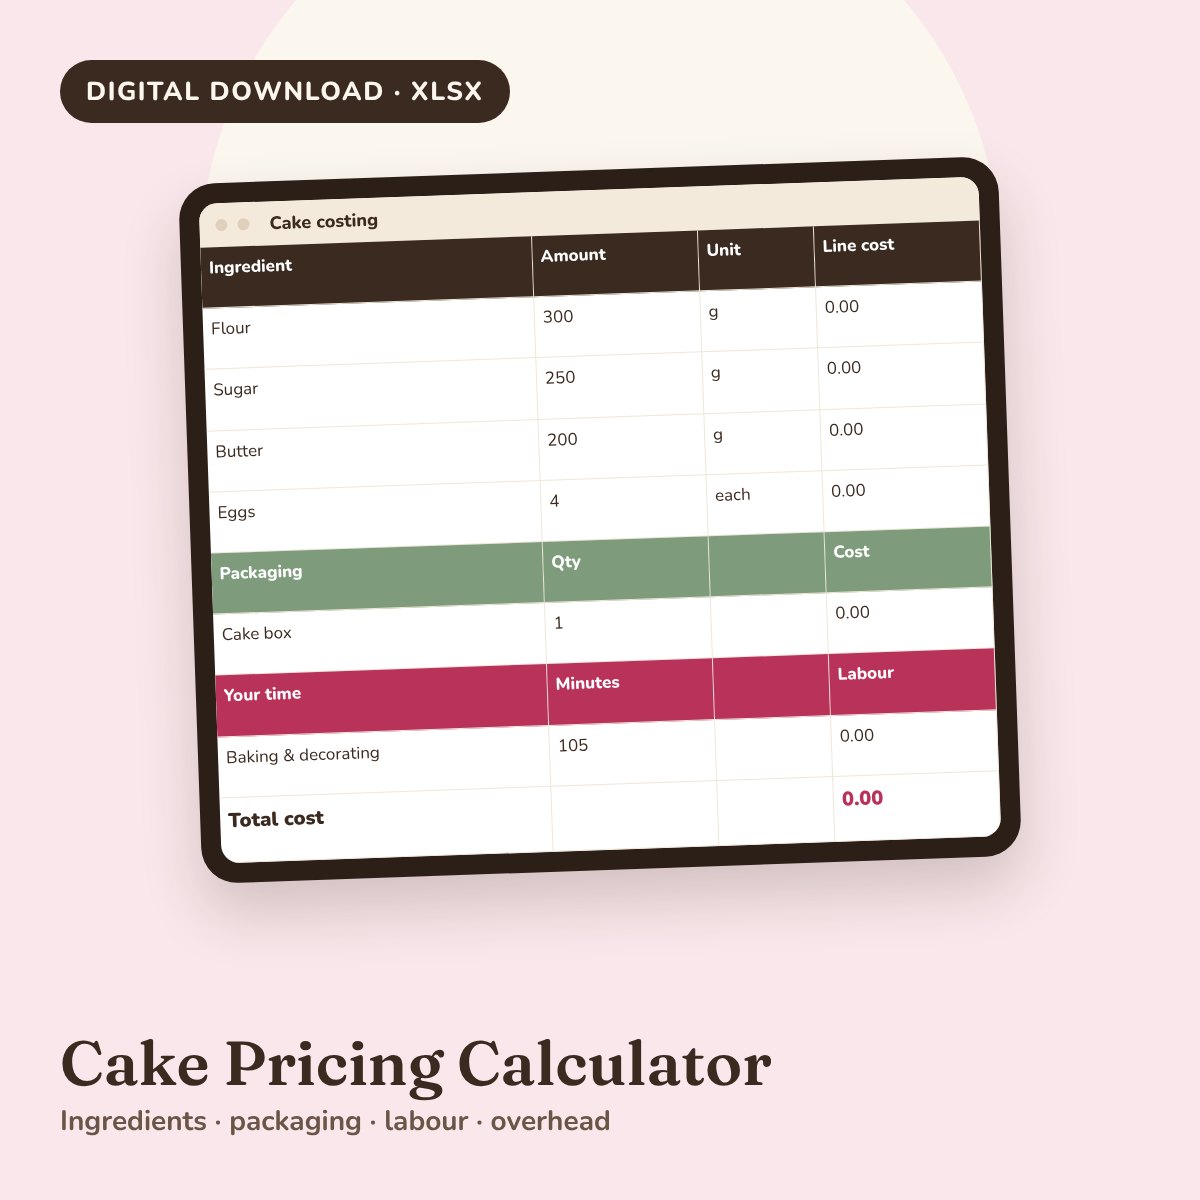 DIGITAL DOWNLOAD · XLSX
Cake costing
Ingredient Amount Unit Line cost
Flour 300 g 0.00
Sugar 250 g 0.00
Butter 200 g 0.00
Eggs 4 each 0.00
Packaging Qty Cost
Cake box 1 0.00
Your time Minutes Labour
Baking & decorating 105 0.00
Total cost 0.00
Cake Pricing Calculator
Ingredients · packaging · labour · overhead